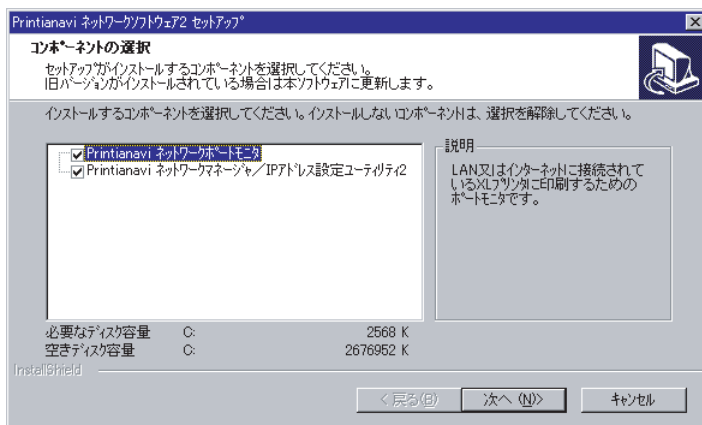 Printianavi ネットワークソフトウェア2 セットアップ
コンポーネントの選択
セットアップがインストールするコンポーネントを選択してください。
旧バージョンがインストールされている場合は本ソフトウェアに更新します。
インストールするコンポーネントを選択してください。インストールしないコンポーネントは、選択を解除してください。
Printianavi ネットワークポートモニタ
Printianavi ネットワークマネージャ／IPアドレス設定ユーティリティ2
説明
LAN又はインターネットに接続されて
いるXLプリンタに印刷するための
ポートモニタです。
必要なディスク容量 C: 2568 K
空きディスク容量 C: 2676952 K
InstallShield
< 戻る(B) 次へ (N)> キャンセル